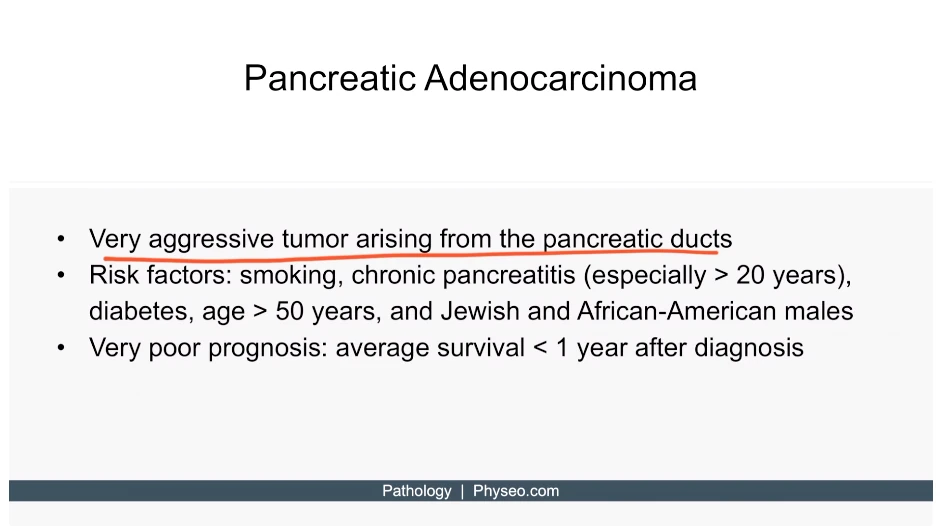 Pancreatic Adenocarcinoma
• Very aggressive tumor arising from the pancreatic ducts
• Risk factors: smoking, chronic pancreatitis (especially > 20 years),
diabetes, age > 50 years, and Jewish and African-American males
• Very poor prognosis: average survival < 1 year after diagnosis
Pathology | Physeo.com